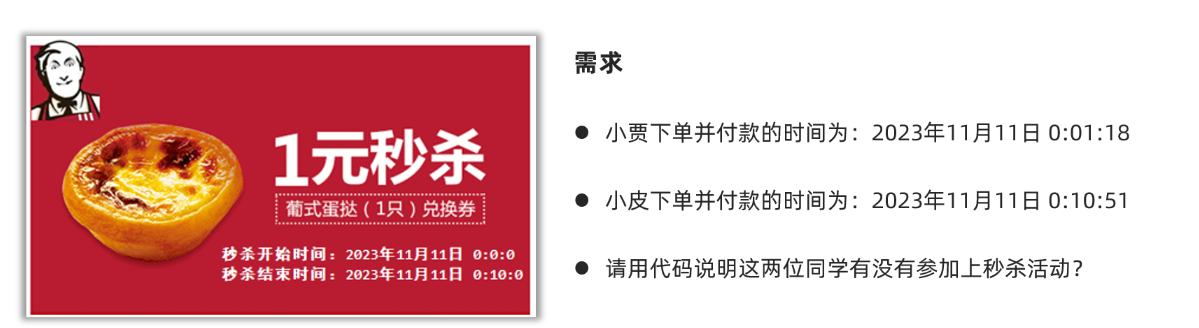 1元秒杀
葡式蛋挞（1只）兑换券
秒杀开始时间：2023年11月11日 0:0:0
秒杀结束时间：2023年11月11日 0:10:0
需求
● 小贾下单并付款的时间为：2023年11月11日 0:01:18
● 小皮下单并付款的时间为：2023年11月11日 0:10:51
● 请用代码说明这两位同学有没有参加上秒杀活动？